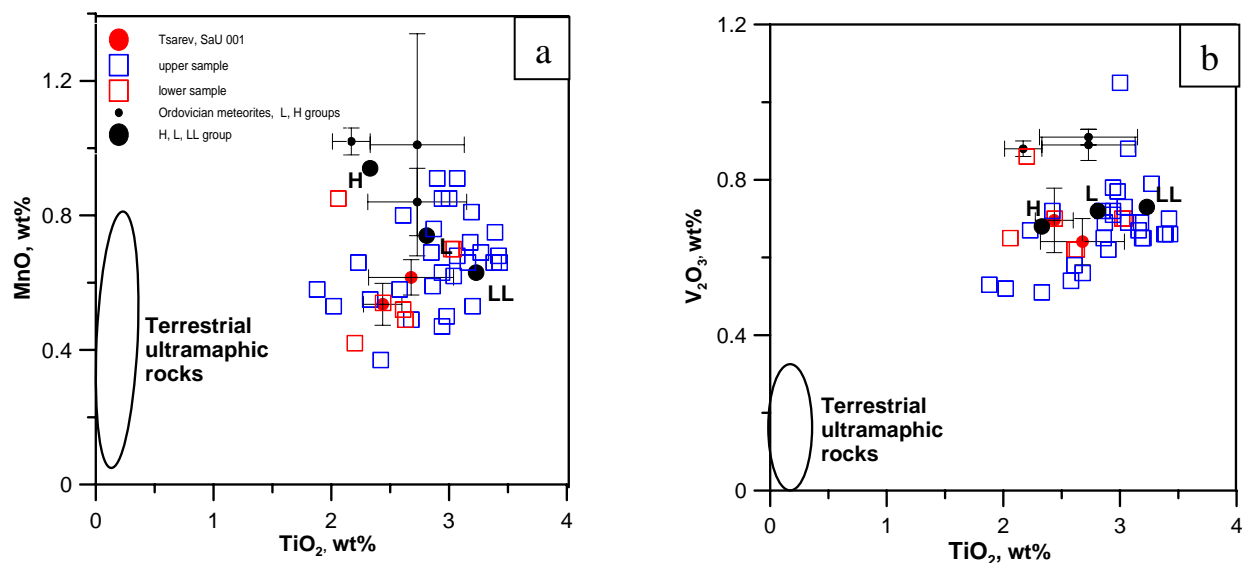 a
Tsarev, SaU 001
upper sample
lower sample
Ordovician meteorites, L, H groups
H, L, LL group
H
L
LL
Terrestrial
ultramaphic
rocks
MnO, wt%
1.2
0.8
0.4
0
0
1
2
3
4
TiO2, wt%
b
H
L
LL
Terrestrial
ultramaphic
rocks
V2O3, wt%
1.2
0.8
0.4
0
0
1
2
3
4
TiO2, wt%